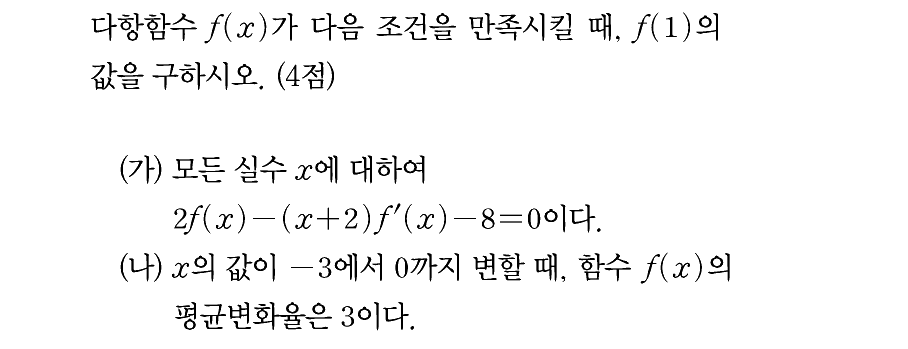 다항함수 f(x)가 다음 조건을 만족시킬 때, f(1)의
값을 구하시오. (4점)
(가) 모든 실수 x에 대하여
2f(x)-(x+2)f′(x)-8=0이다.
(나) x의 값이 -3에서 0까지 변할 때, 함수 f(x)의
평균변화율은 3이다.